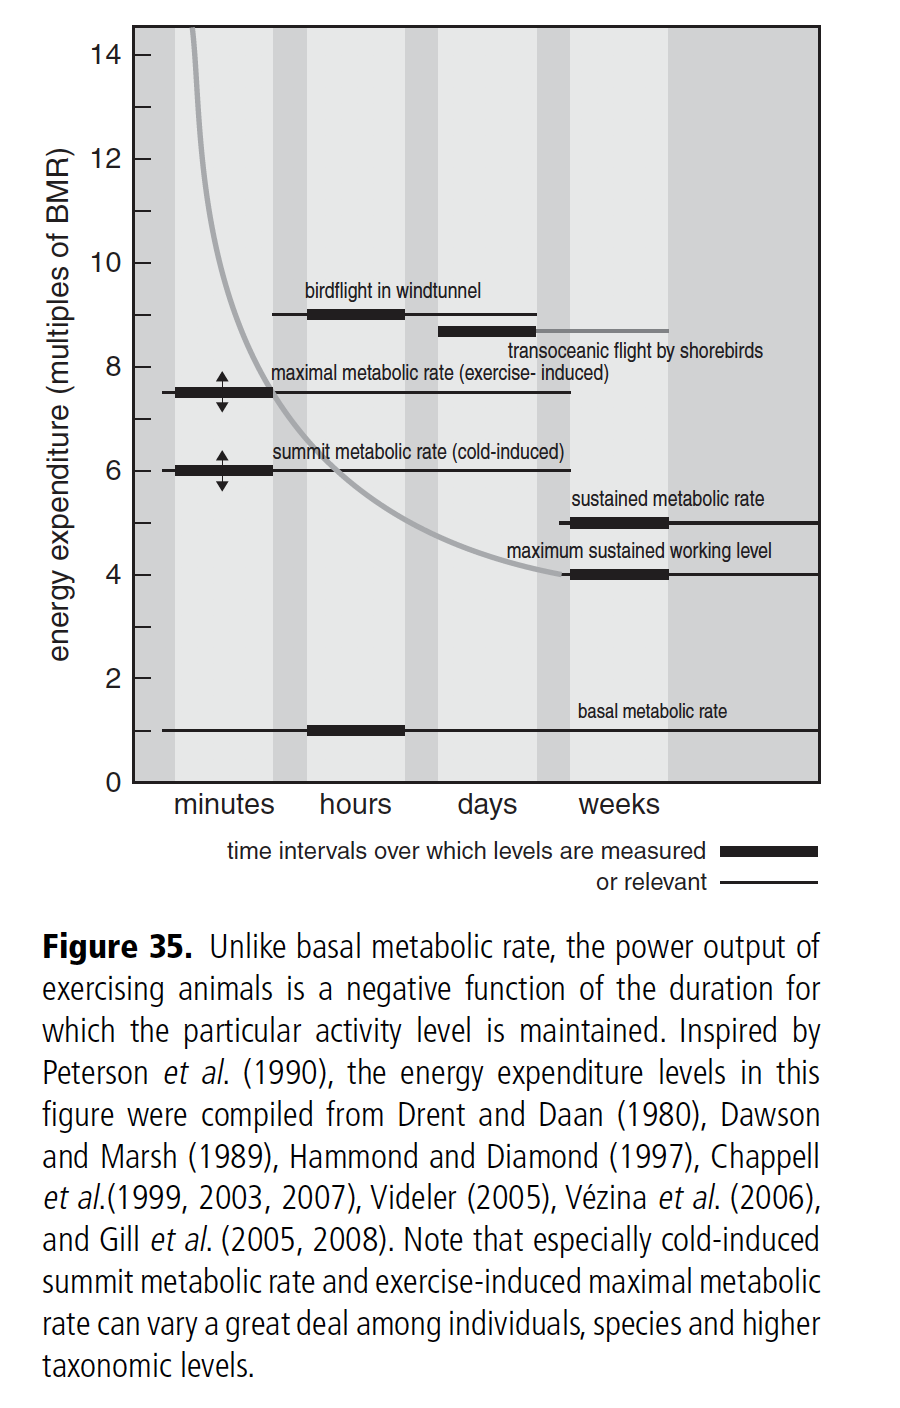 14
12
10
8
6
4
2
0
energy expenditure (multiples of BMR)
birdflight in windtunnel
transoceanic flight by shorebirds
maximal metabolic rate (exercise- induced)
summit metabolic rate (cold-induced)
sustained metabolic rate
maximum sustained working level
basal metabolic rate
minutes hours days weeks
time intervals over which levels are measured
or relevant
Figure 35. Unlike basal metabolic rate, the power output of
exercising animals is a negative function of the duration for
which the particular activity level is maintained. Inspired by
Peterson et al. (1990), the energy expenditure levels in this
figure were compiled from Drent and Daan (1980), Dawson
and Marsh (1989), Hammond and Diamond (1997), Chappell
et al.(1999, 2003, 2007), Videler (2005), Vézina et al. (2006),
and Gill et al. (2005, 2008). Note that especially cold-induced
summit metabolic rate and exercise-induced maximal metabolic
rate can vary a great deal among individuals, species and higher
taxonomic levels.